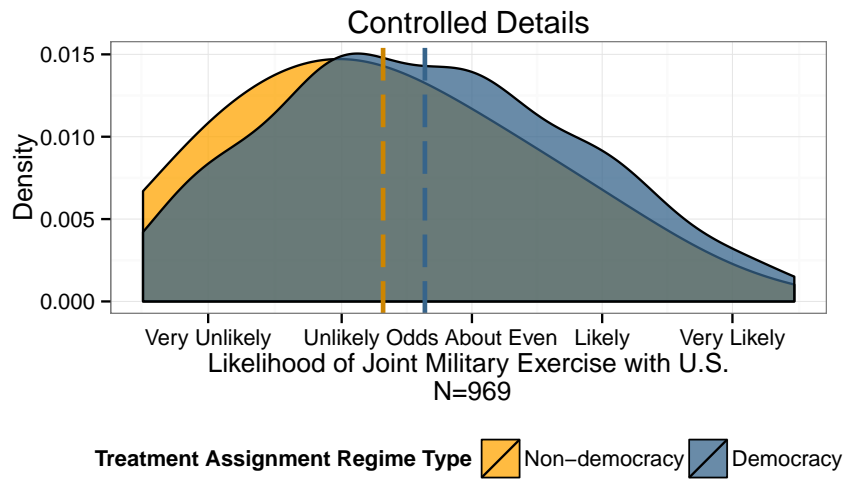 Controlled Details
Density
0.015
0.010
0.005
0.000
Very Unlikely Unlikely Odds About Even Likely Very Likely
Likelihood of Joint Military Exercise with U.S.
N=969
Treatment Assignment Regime Type Non−democracy Democracy